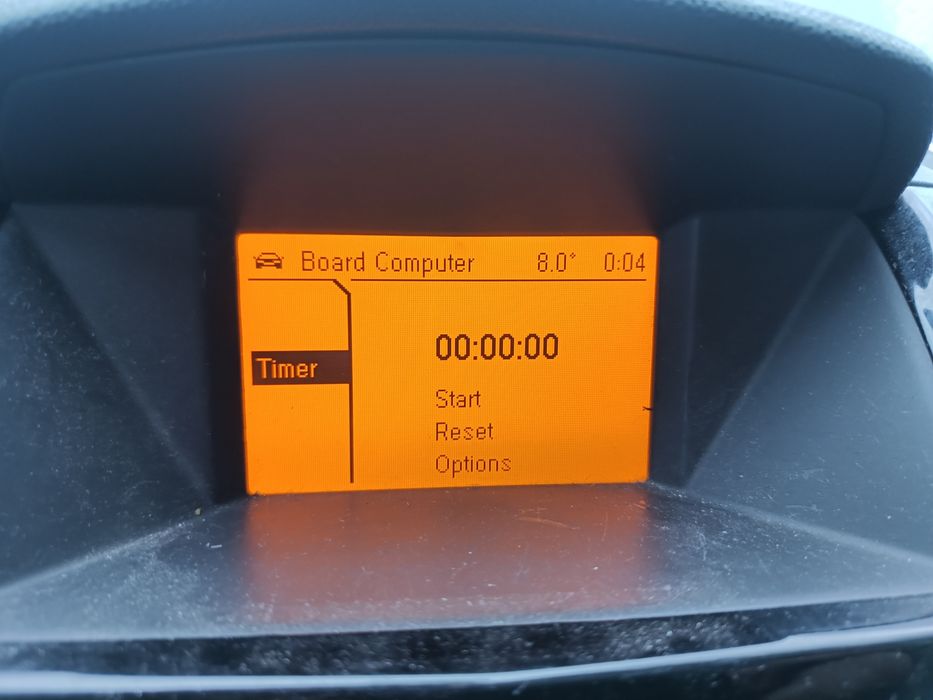 Board Computer 8.0° 0:04
00:00:00
Timer
Start
Reset
Options